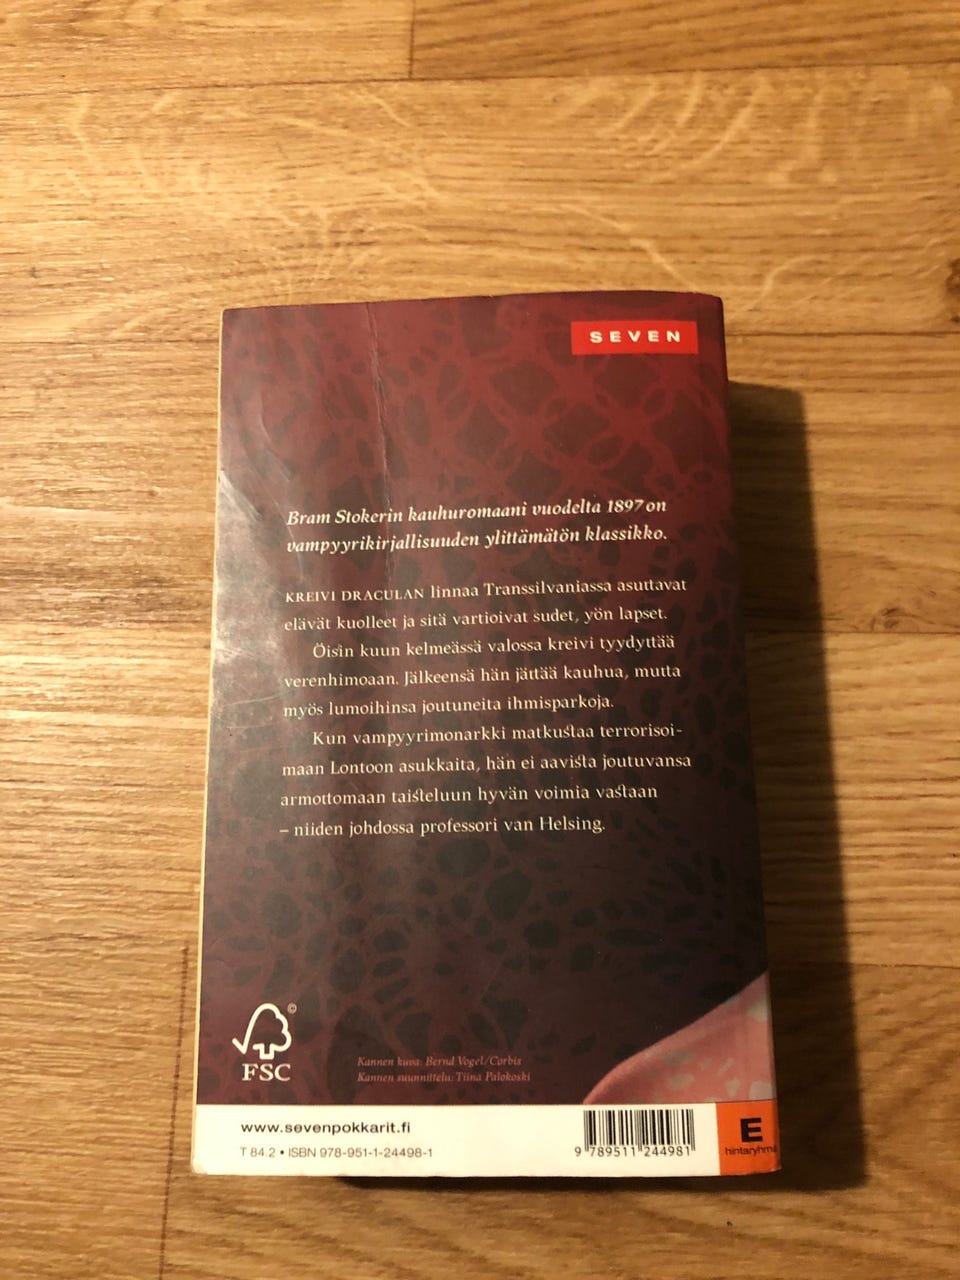 SEVEN
Bram Stokerin kauhuromaani vuodelta 1897 on
vampyyrikirjallisuuden ylittämätön klassikko.
KREIVI DRACULAN linnaa Transsilvaniassa asuttavat
elävät kuolleet ja sitä vartioivat sudet, yön lapset.
Öisin kuun kelmeässä valossa kreivi tyydyttää
verenhimoaan. Jälkeensä hän jättää kauhua, mutta
myös lumoihinsa joutuneita ihmisparkoja.
Kun vampyyrimonarkki matkustaa terrorisoi-
maan Lontoon asukkaita, hän ei aavista joutuvansa
armottomaan taisteluun hyvän voimia vastaan
– niiden johdossa professori van Helsing.
©
FSC
Kannen kuva: Bernd Vogel/Corbis
Kannen suunnittelu: Tiina Palokoski
www.sevenpokkarit.fi
T 84.2 • ISBN 978-951-1-24498-1
9 789511 244981
E
hintaryhmä